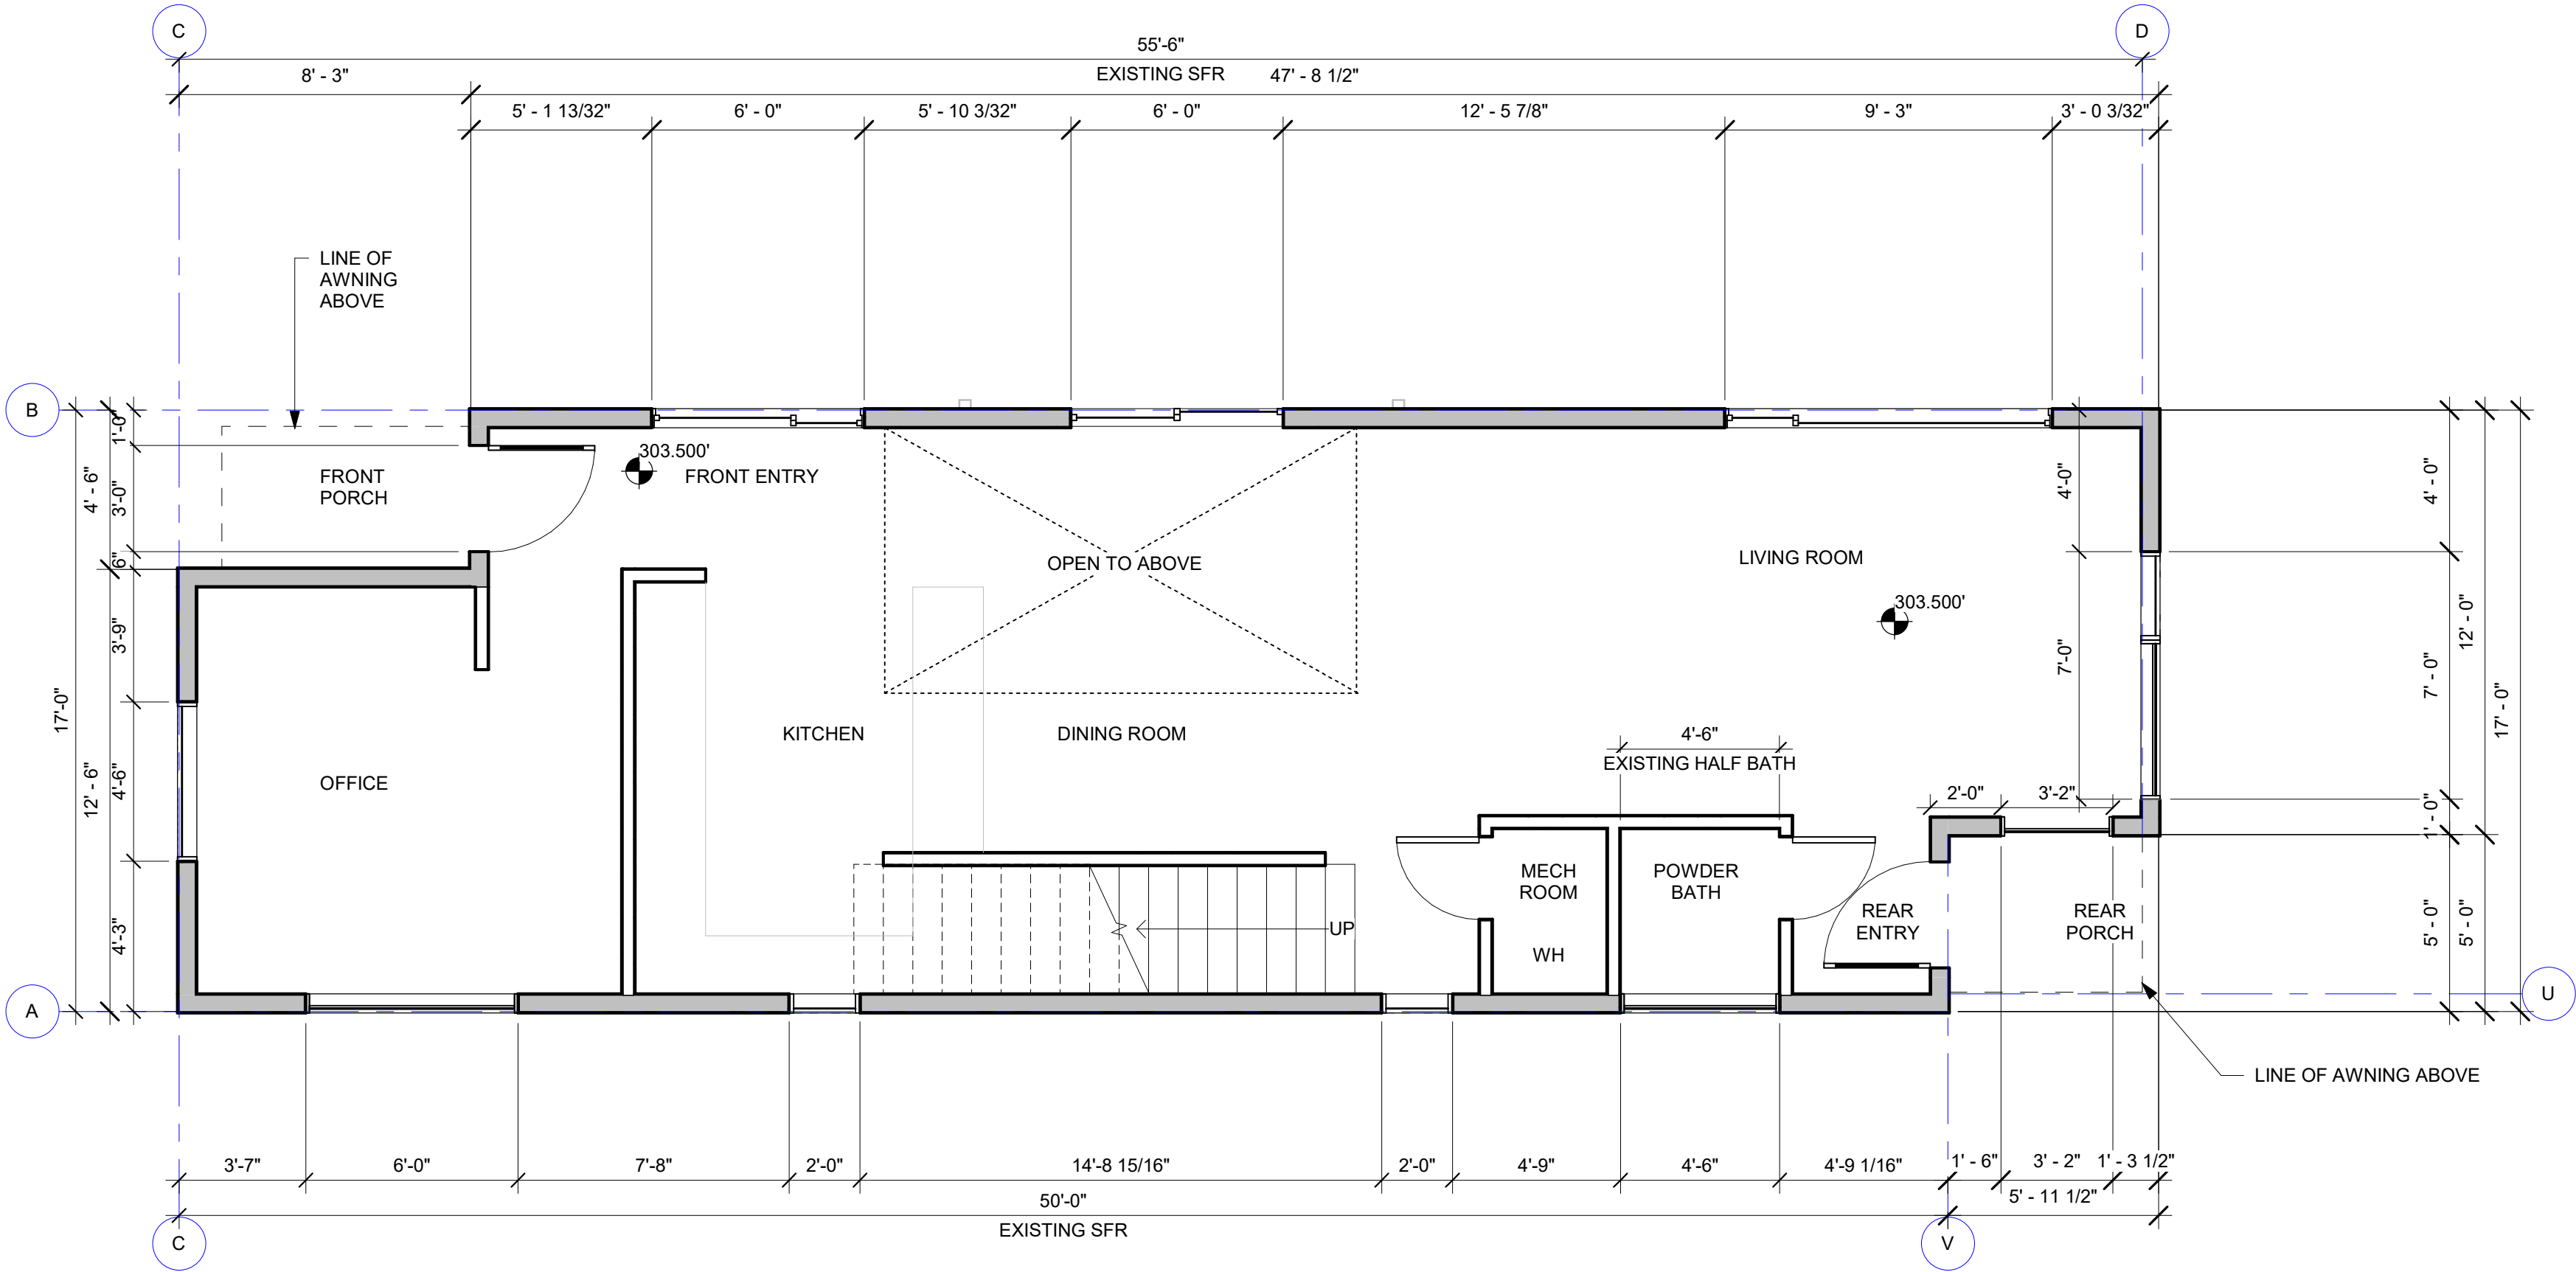 C
D
55'-6"
EXISTING SFR
8' - 3"
47' - 8 1/2"
5' - 1 13/32"
6' - 0"
5' - 10 3/32"
6' - 0"
12' - 5 7/8"
9' - 3"
3' - 0 3/32"
LINE OF
AWNING
ABOVE
B
1'-0"
4' - 6"
3'-0"
6"
3'-9"
17'-0"
12' - 6"
4'-6"
4'-3"
A
FRONT
PORCH
303.500'
FRONT ENTRY
OPEN TO ABOVE
LIVING ROOM
303.500'
4'-0"
7'-0"
4' - 0"
12' - 0"
7' - 0"
17' - 0"
1' - 0"
5' - 0"
5' - 0"
KITCHEN
DINING ROOM
OFFICE
4'-6"
EXISTING HALF BATH
2'-0"
3'-2"
MECH
ROOM
WH
POWDER
BATH
REAR
ENTRY
REAR
PORCH
UP
U
LINE OF AWNING ABOVE
3'-7"
6'-0"
7'-8"
2'-0"
14'-8 15/16"
2'-0"
4'-9"
4'-6"
4'-9 1/16"
1' - 6"
3' - 2"
1' - 3 1/2"
50'-0"
EXISTING SFR
5' - 11 1/2"
C
V